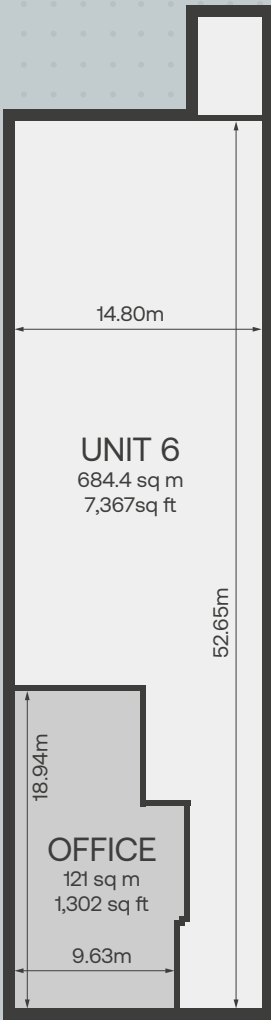 14.80m
UNIT 6
684.4 sq m
7,367sq ft
52.65m
18.94m
OFFICE
121 sq m
1,302 sq ft
9.63m